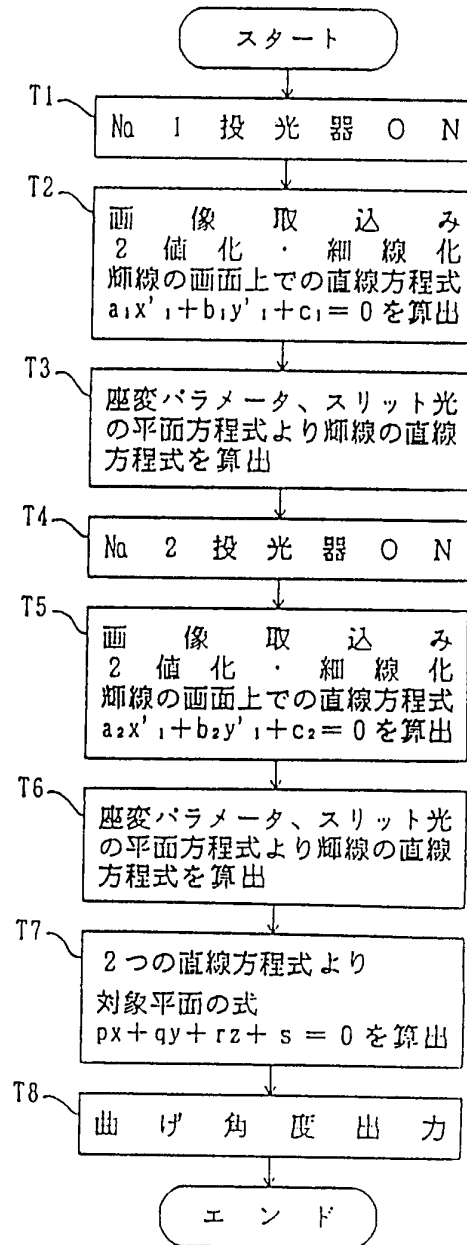 スタート
T1
Na 1 投光器 ON
T2
画像取込み
2値化・細線化
輝線の画面上での直線方程式
a₁x'₁+b₁y'₁+c₁=0を算出
T3
座変パラメータ、スリット光
の平面方程式より輝線の直線
方程式を算出
T4
Na 2 投光器 ON
T5
画像取込み
2値化・細線化
輝線の画面上での直線方程式
a₂x'₁+b₂y'₁+c₂=0を算出
T6
座変パラメータ、スリット光
の平面方程式より輝線の直線
方程式を算出
T7
2つの直線方程式より
対象平面の式
px+qy+rz+s=0を算出
T8
曲げ角度出力
エンド